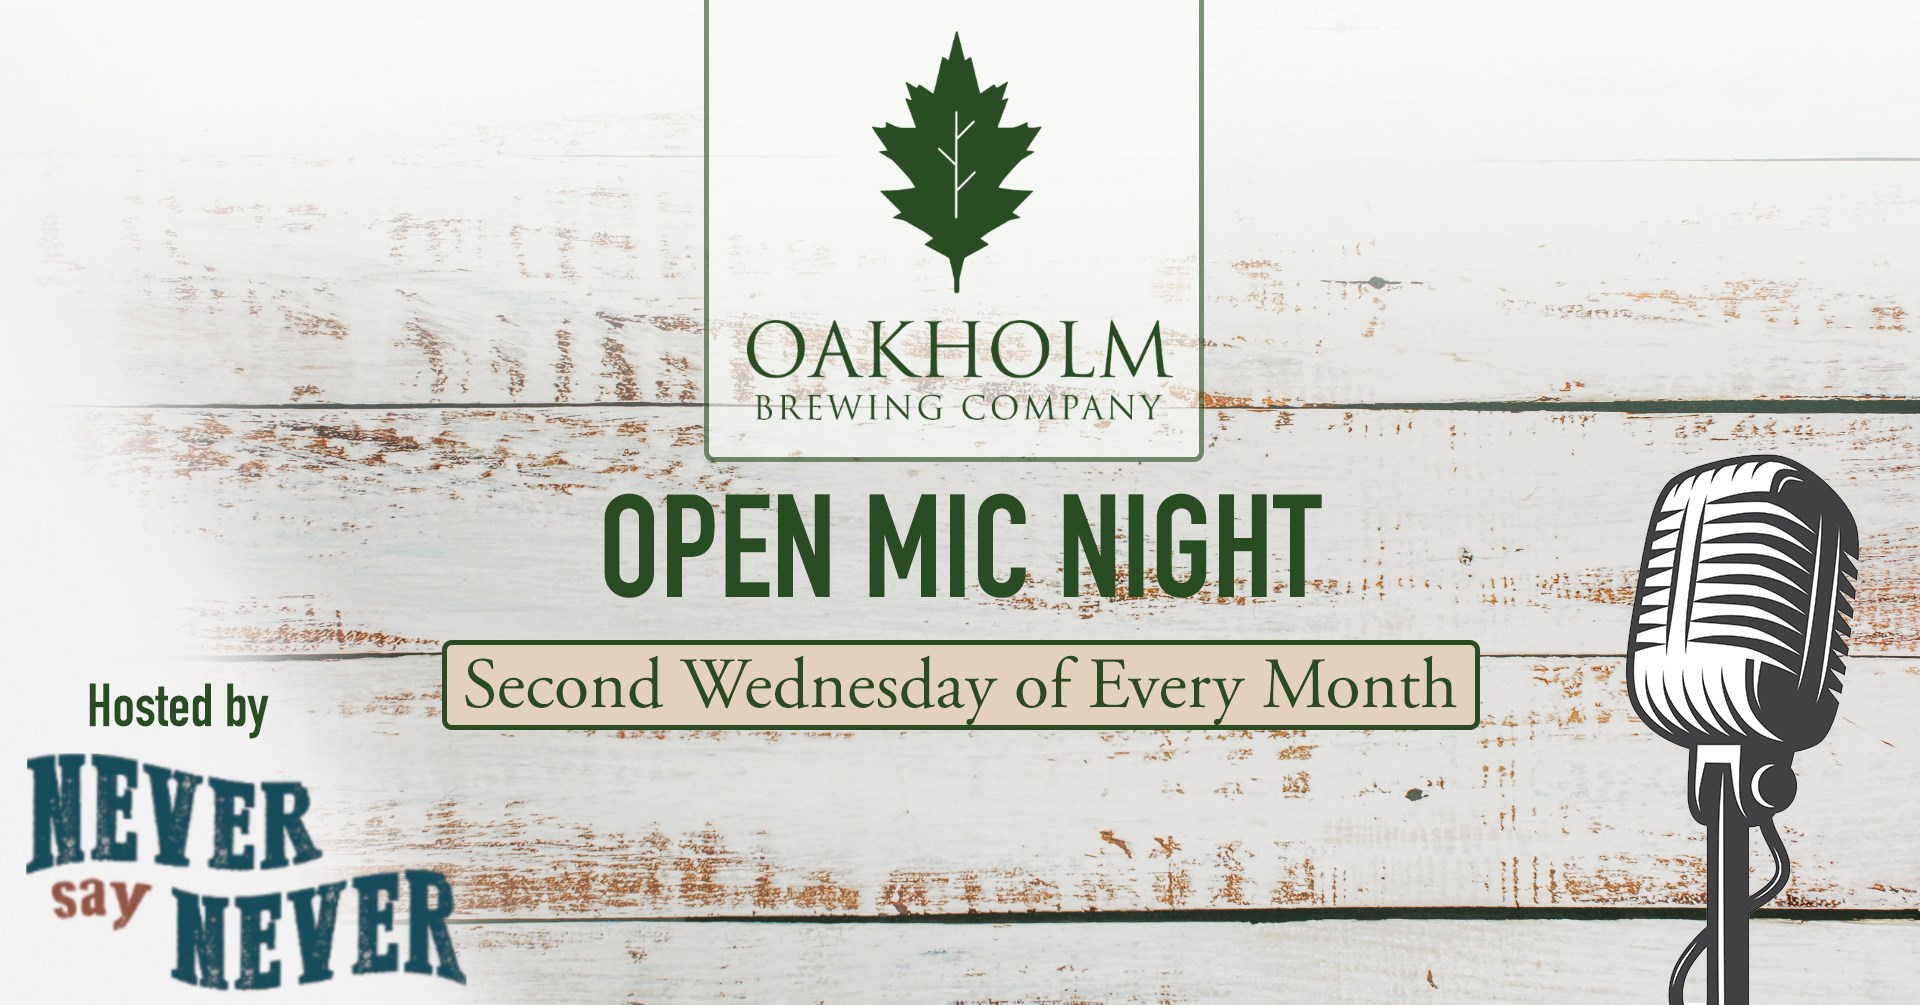 OAKHOLM
BREWING COMPANY
OPEN MIC NIGHT
Second Wednesday of Every Month
Hosted by
NEVER
say
NEVER